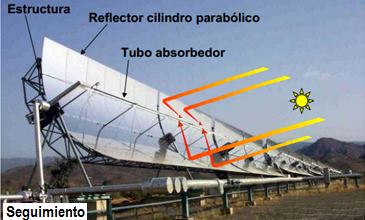 Estructura
Reflector cilindro parabólico
Tubo absorbedor
Seguimiento